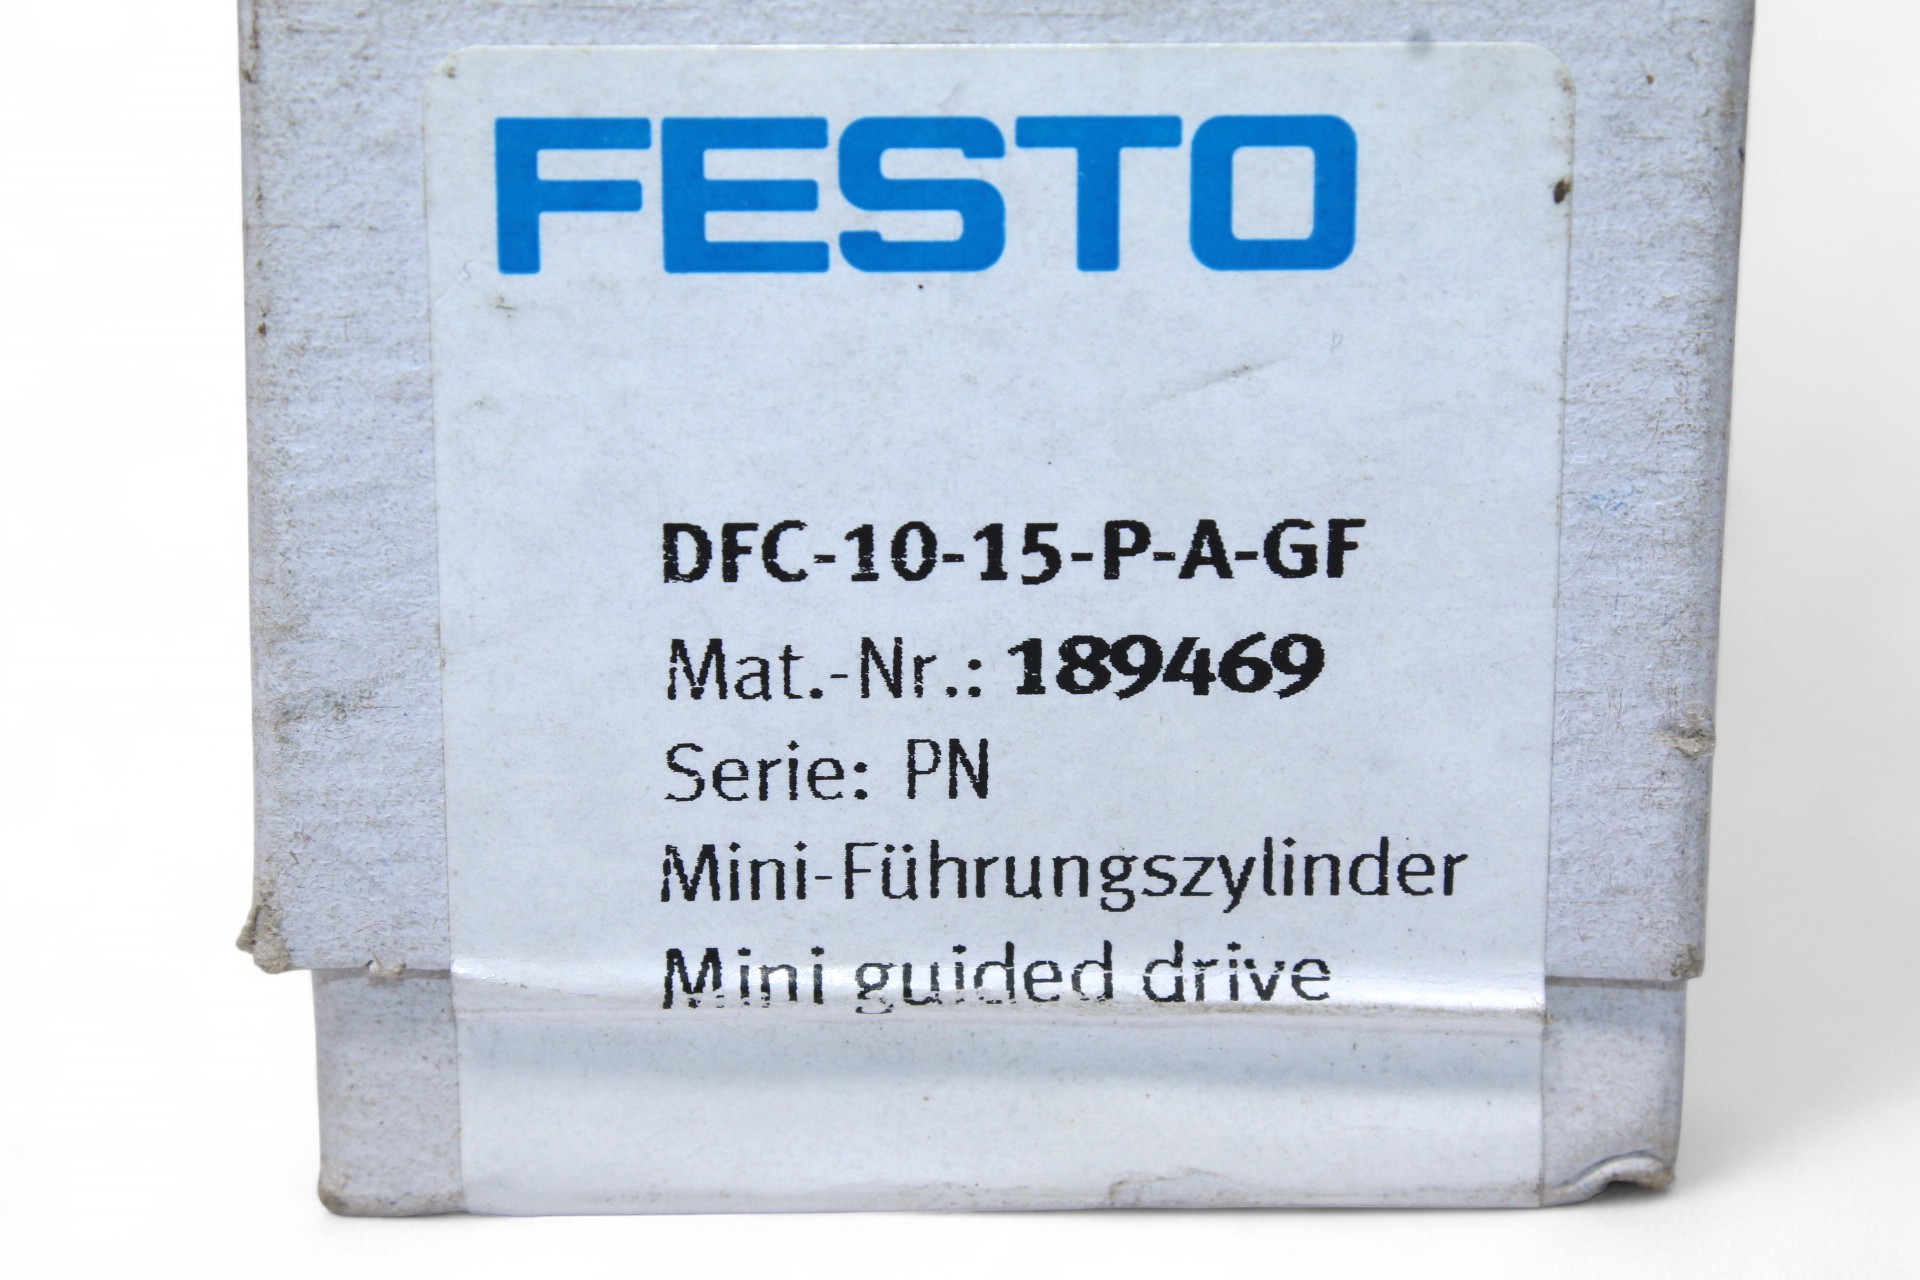 FESTO
DFC-10-15-P-A-GF
Mat.-Nr.: 189469
Serie: PN
Mini-Führungszylinder
Mini guided drive